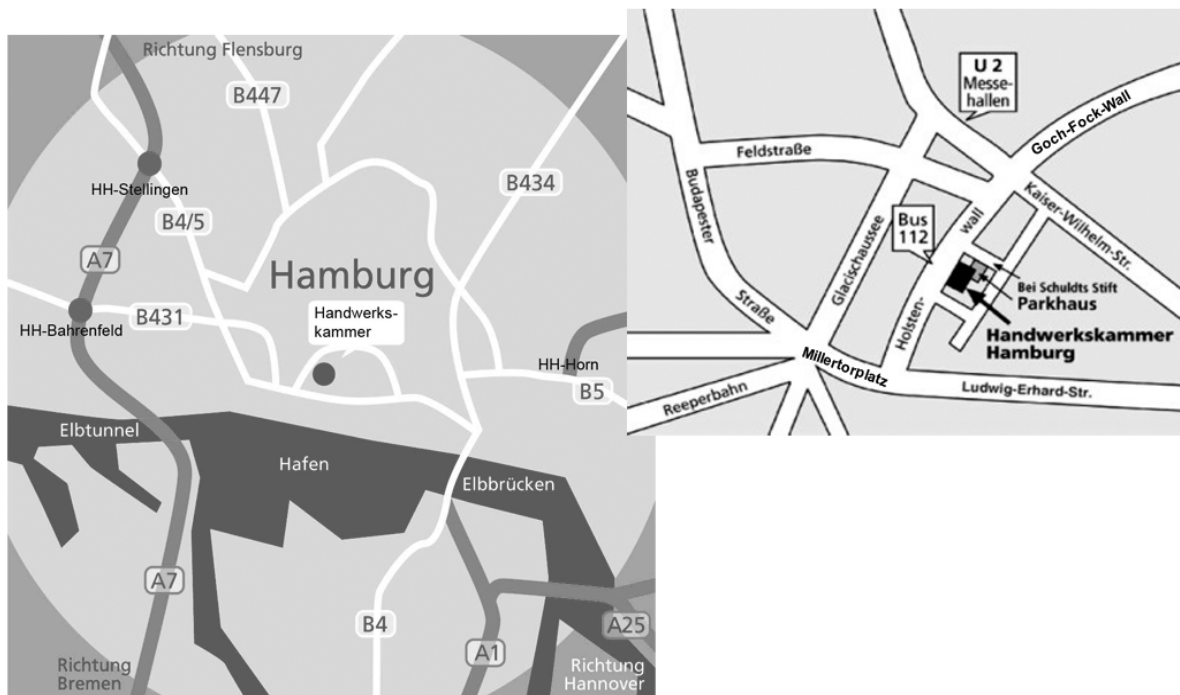 Richtung Flensburg
B447
HH-Stellingen
B434
B4/5
A7
Hamburg
HH-Bahrenfeld
B431
Handwerks-
kammer
HH-Horn
B5
Elbtunnel
Hafen
Elbbrücken
A7
B4
A1
A25
Richtung
Bremen
Richtung
Hannover
U 2
Messe-
hallen
Goch-Fock-Wall
Feldstraße
Budapester
Straße
Glacischaussee
Bus
112
Holsten-
wall
Kaiser-Wilhelm-Str.
Bei Schuldts Stift
Parkhaus
Handwerkskammer
Hamburg
Millertorplatz
Reeperbahn
Ludwig-Erhard-Str.